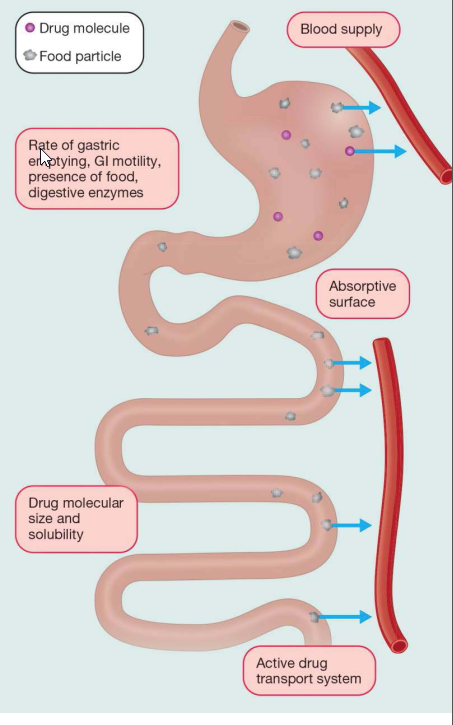 Drug molecule
Food particle
Blood supply
Rate of gastric
emptying, GI motility,
presence of food,
digestive enzymes
Absorptive
surface
Drug molecular
size and
solubility
Active drug
transport system